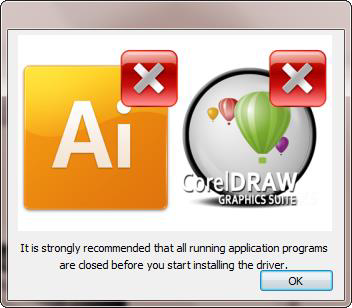 Ai
CorelDRAW
GRAPHICS SUITE
It is strongly recommended that all running application programs
are closed before you start installing the driver.
OK